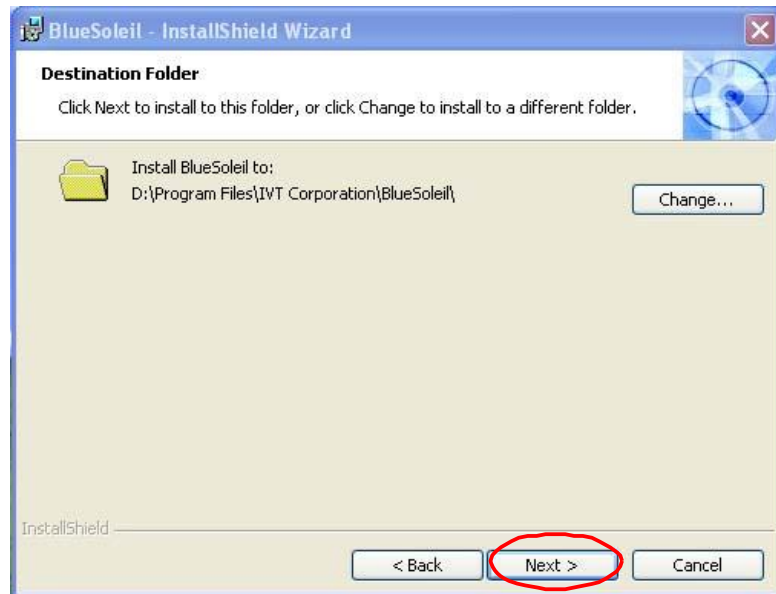 BlueSoleil - InstallShield Wizard
Destination Folder
Click Next to install to this folder, or click Change to install to a different folder.
Install BlueSoleil to:
D:\Program Files\IVT Corporation\BlueSoleil\
Change...
InstallShield
< Back
Next >
Cancel